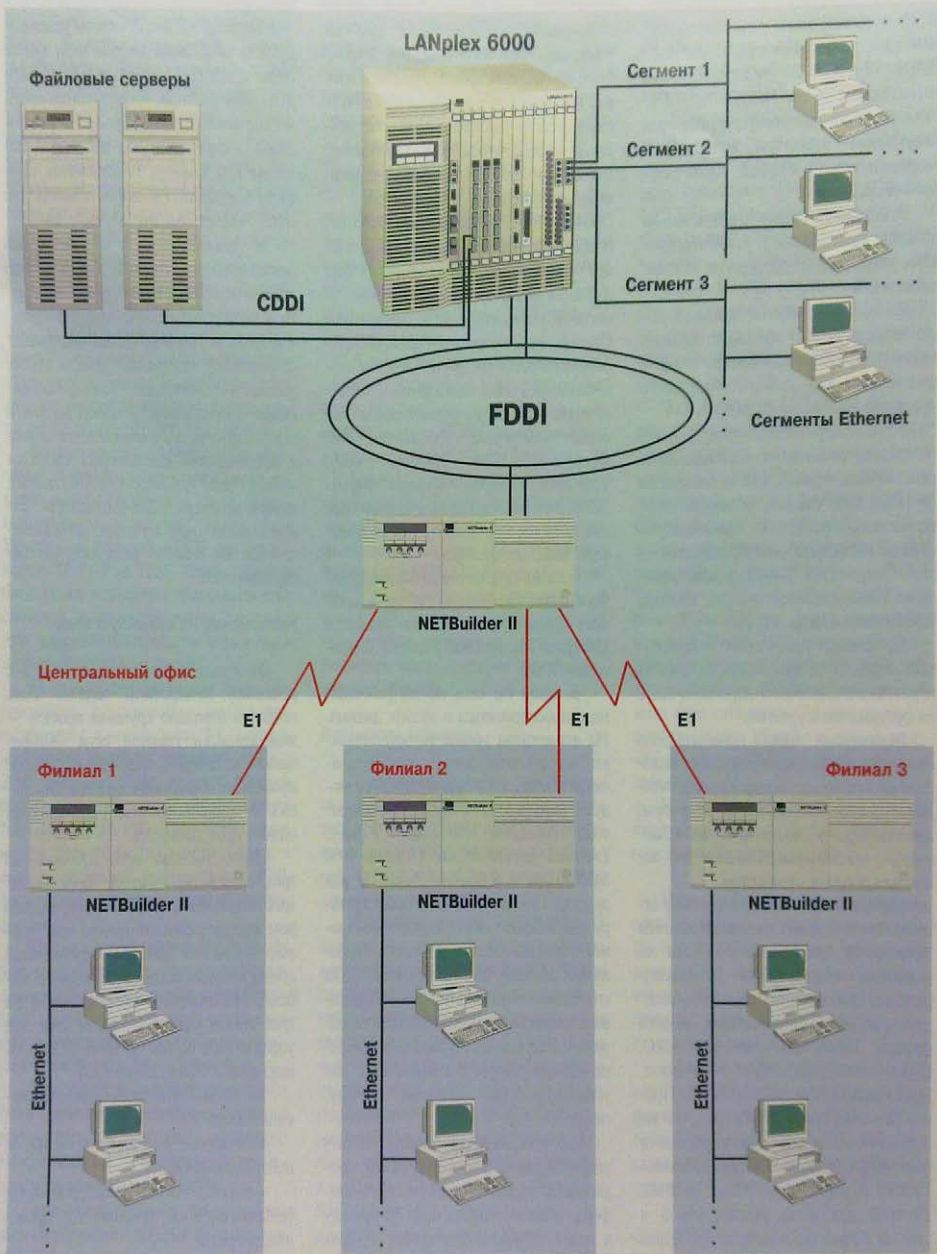 LANplex 6000
Файловые серверы
Сегмент 1
Сегмент 2
Сегмент 3
CDDI
FDDI
Сегменты Ethernet
NETBuilder II
Центральный офис
E1
E1
E1
Филиал 1
Филиал 2
Филиал 3
NETBuilder II
NETBuilder II
NETBuilder II
Ethernet
Ethernet
Ethernet